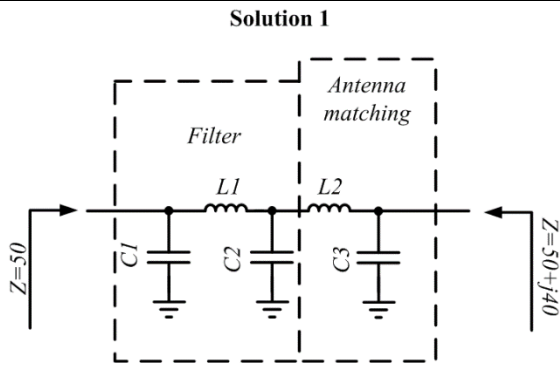 Solution 1
Antenna
matching
Filter
L1
L2
C1
C2
C3
Z=50
Z=50+j40